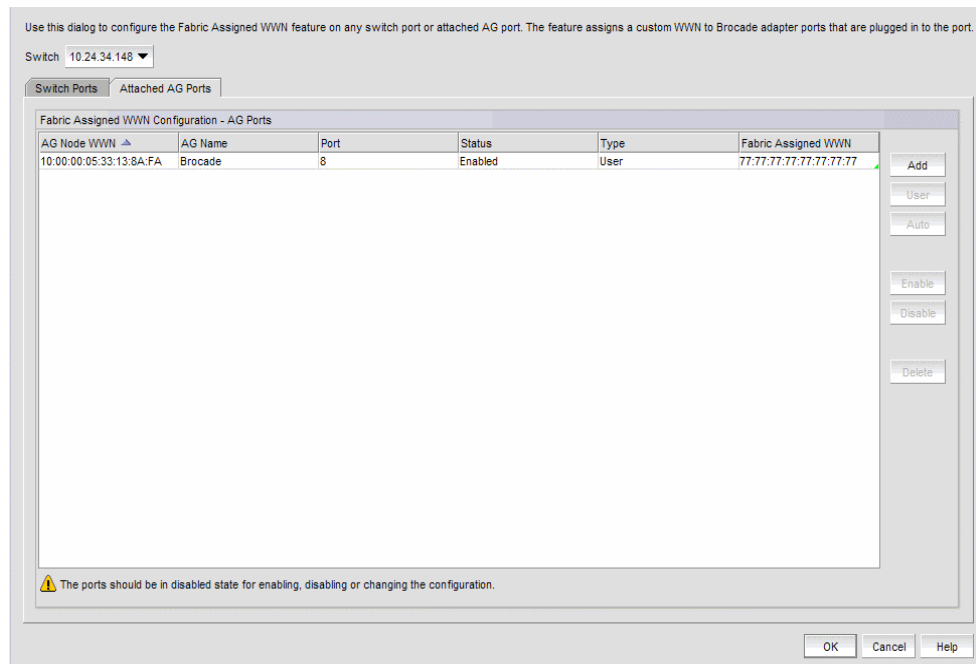 Use this dialog to configure the Fabric Assigned WWN feature on any switch port or attached AG port. The feature assigns a custom WWN to Brocade adapter ports that are plugged in to the port.
Switch 10.24.34.148
Switch Ports Attached AG Ports
Fabric Assigned WWN Configuration - AG Ports
AG Node WWN AG Name Port Status Type Fabric Assigned WWN
10:00:00:05:33:13:8A:FA Brocade 8 Enabled User 77:77:77:77:77:77:77:77
Add
User
Auto
Enable
Disable
Delete
The ports should be in disabled state for enabling, disabling or changing the configuration.
OK Cancel Help